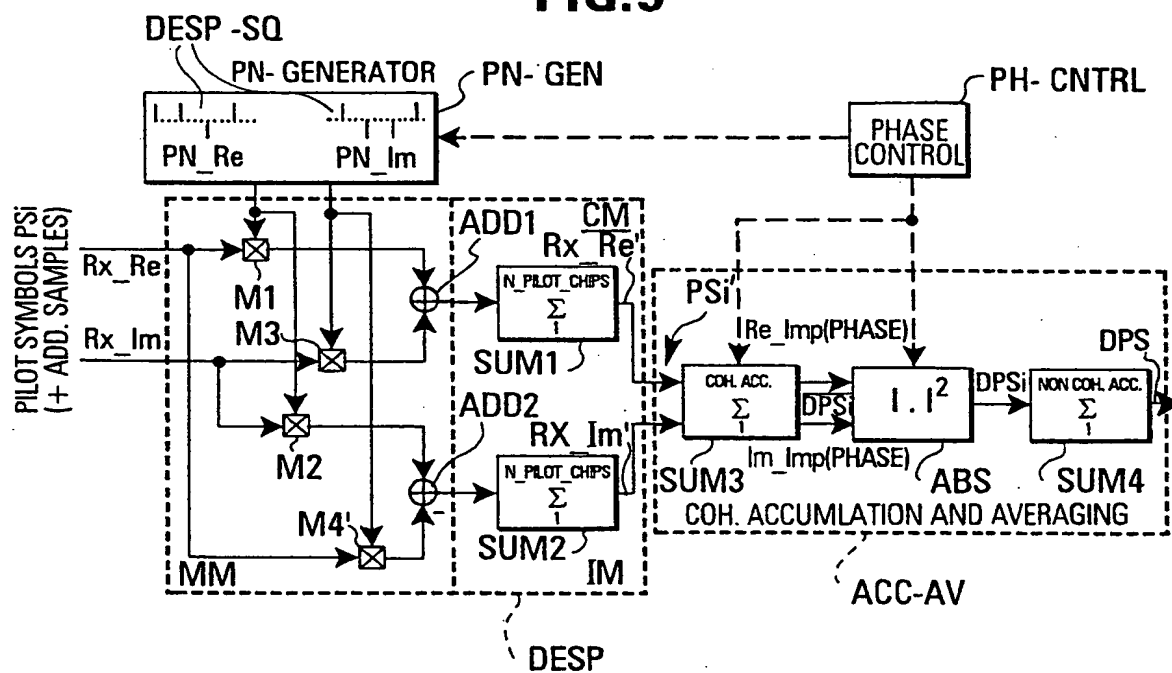 DESP -SQ
PN- GENERATOR
PN- GEN
PH- CNTRL
PN_Re
PN_Im
PHASE
CONTROL
PILOT SYMBOLS PSi
(+ ADD. SAMPLES)
Rx_Re
Rx_Im
M1
M3
M2
M4'
MM
ADD1
ADD2
CM
Rx_Re'
N_PILOT_CHIPS
Σ
1
SUM1
RX_Im'
N_PILOT_CHIPS
Σ
1
SUM2
IM
DESP
PSi'
Re_Imp(PHASE)
COH. ACC.
Σ
1
DPSi
Im_Imp(PHASE)
SUM3
| . |²
ABS
DPSi
NON COH. ACC.
Σ
1
SUM4
DPS
COH. ACCUMLATION AND AVERAGING
ACC-AV